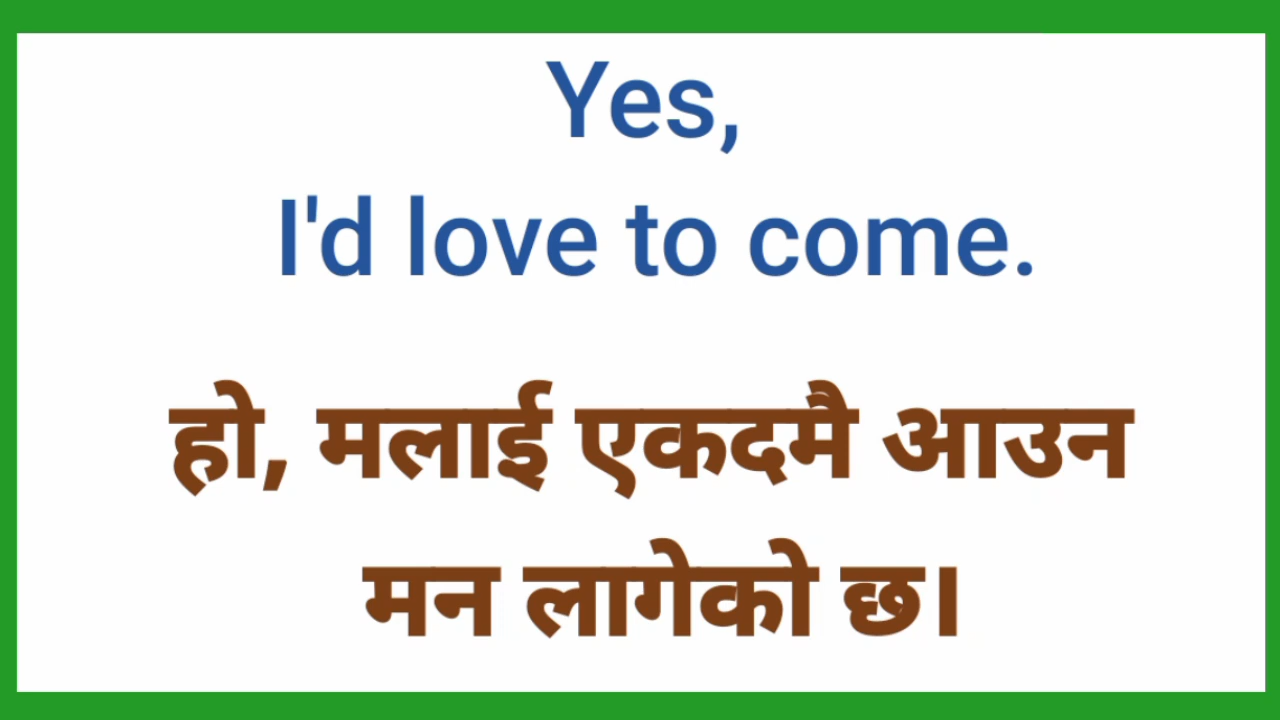 Yes,
I'd love to come.
हो, मलाई एकदमै आउन
मन लागेको छ।